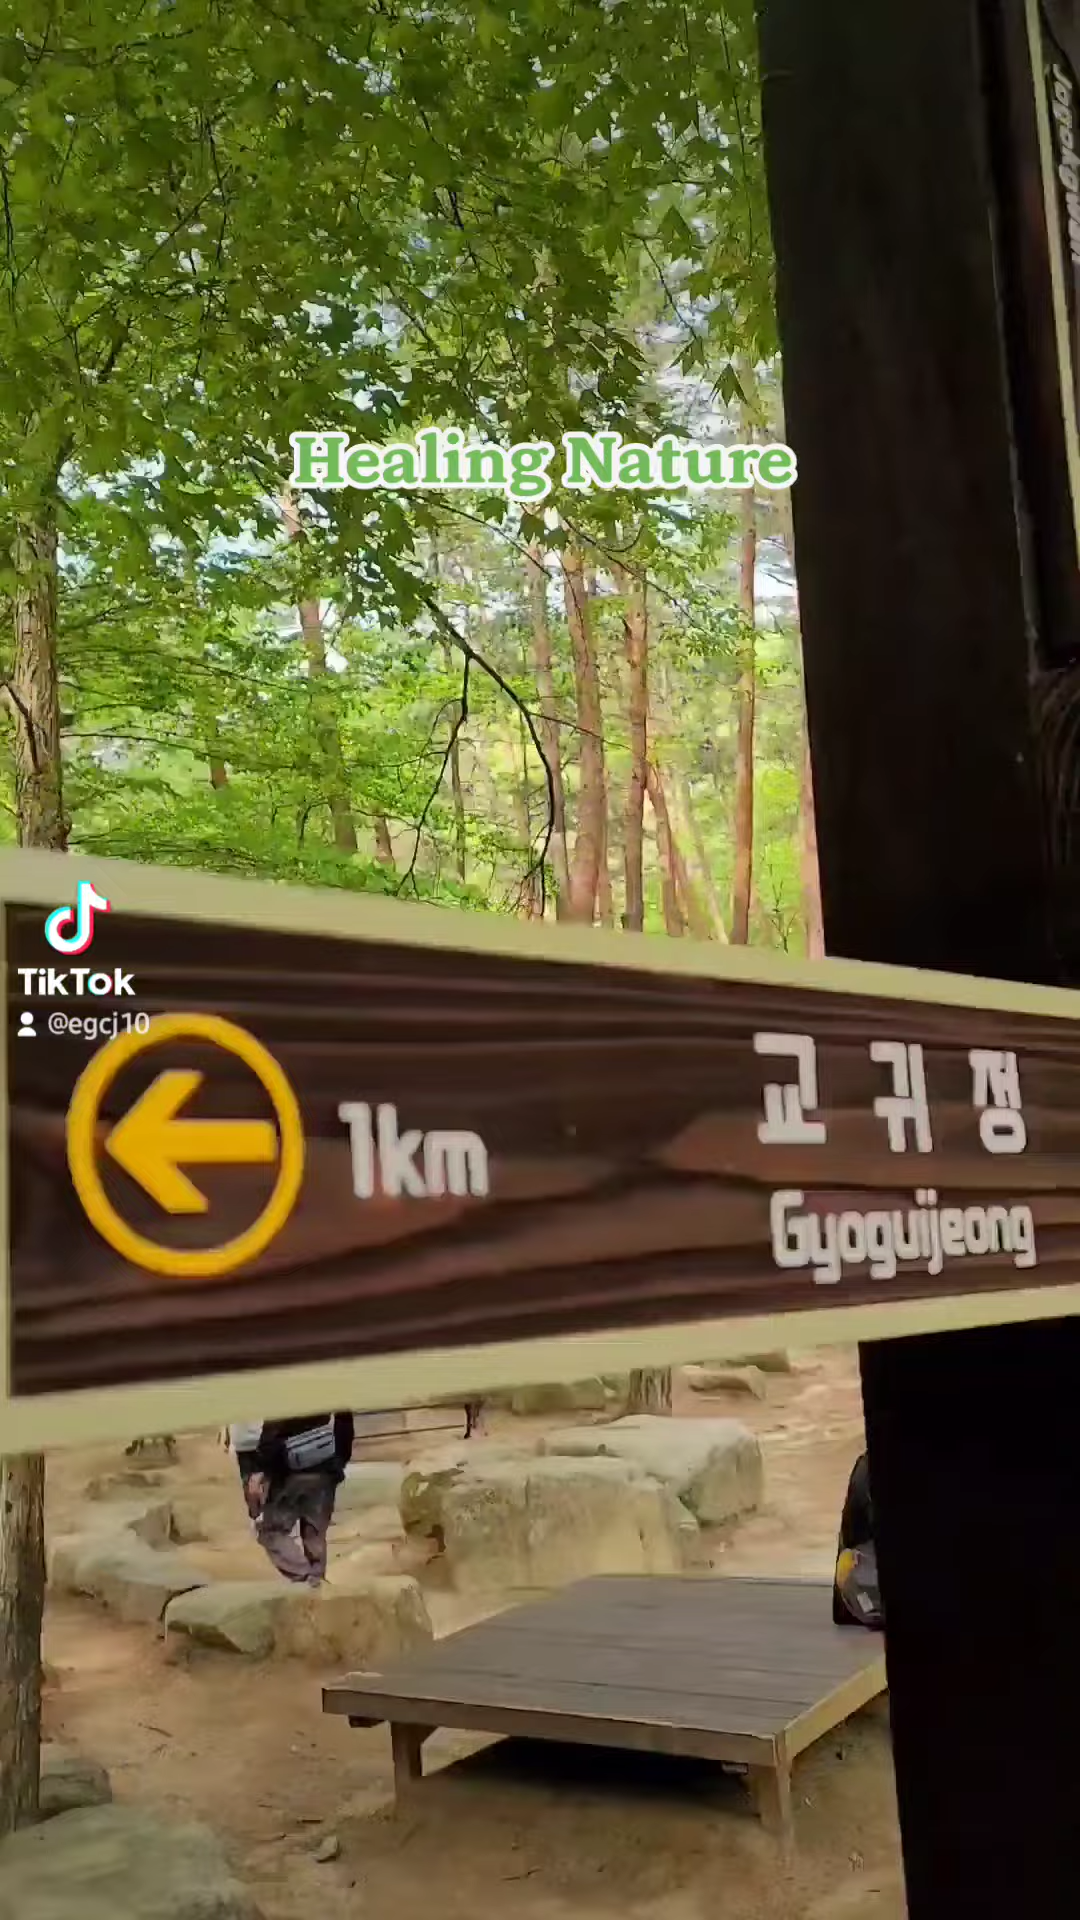 Healing Nature
TikTok
@egcj10
1km
교귀정
Gyoguijeong